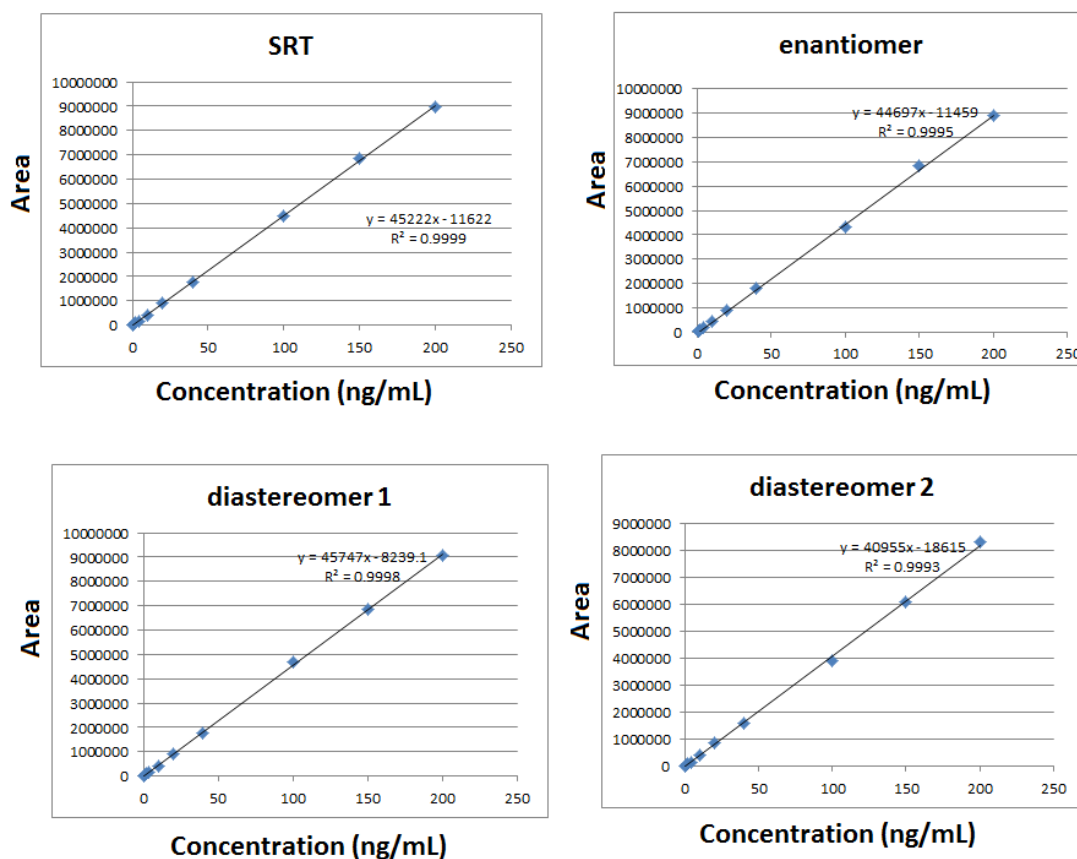 SRT
10000000
9000000
8000000
7000000
6000000
5000000
4000000
3000000
2000000
1000000
0
Area
y = 45222x - 11622
R² = 0.9999
0 50 100 150 200 250
Concentration (ng/mL)
enantiomer
10000000
9000000
8000000
7000000
6000000
5000000
4000000
3000000
2000000
1000000
0
Area
y = 44697x - 11459
R² = 0.9995
0 50 100 150 200 250
Concentration (ng/mL)
diastereomer 1
10000000
9000000
8000000
7000000
6000000
5000000
4000000
3000000
2000000
1000000
0
Area
y = 45747x - 8239.1
R² = 0.9998
0 50 100 150 200 250
Concentration (ng/mL)
diastereomer 2
9000000
8000000
7000000
6000000
5000000
4000000
3000000
2000000
1000000
0
Area
y = 40955x - 18615
R² = 0.9993
0 50 100 150 200 250
Concentration (ng/mL)